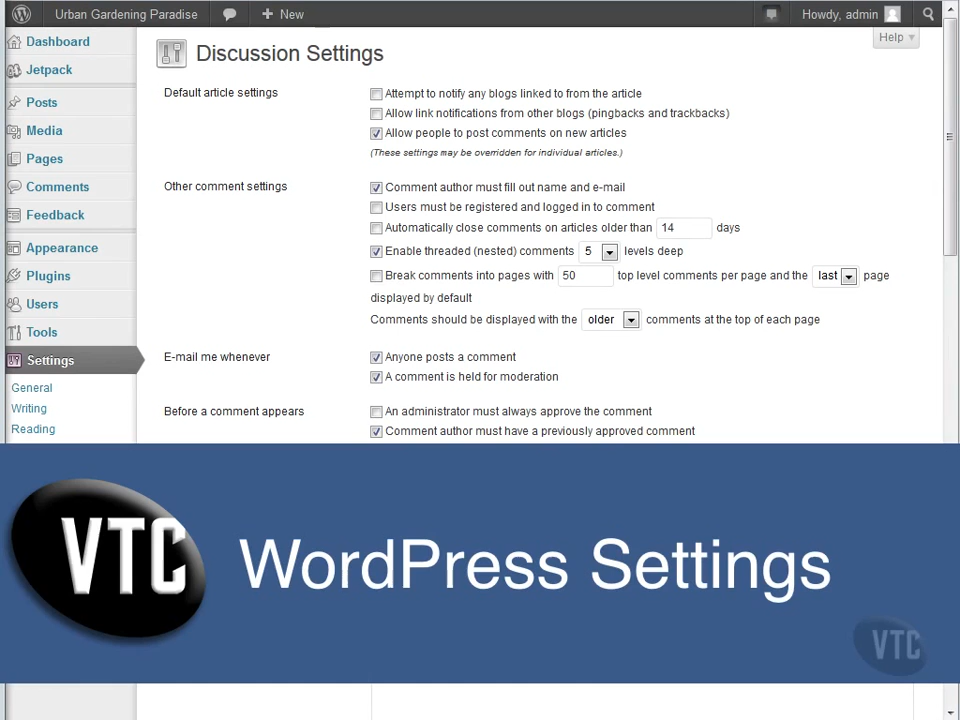 Urban Gardening Paradise
New
Howdy, admin
Help
Dashboard
Jetpack
Posts
Media
Pages
Comments
Feedback
Appearance
Plugins
Users
Tools
Settings
General
Writing
Reading
Discussion Settings
Default article settings
Attempt to notify any blogs linked to from the article
Allow link notifications from other blogs (pingbacks and trackbacks)
Allow people to post comments on new articles
(These settings may be overridden for individual articles.)
Other comment settings
Comment author must fill out name and e-mail
Users must be registered and logged in to comment
Automatically close comments on articles older than 14 days
Enable threaded (nested) comments 5 levels deep
Break comments into pages with 50 top level comments per page and the last page
displayed by default
Comments should be displayed with the older comments at the top of each page
E-mail me whenever
Anyone posts a comment
A comment is held for moderation
Before a comment appears
An administrator must always approve the comment
Comment author must have a previously approved comment
VTC
WordPress Settings
VTC